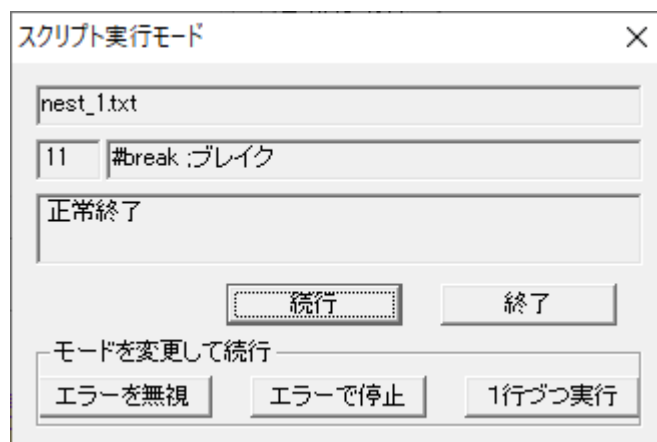 スクリプト実行モード
nest_1.txt
11 #break ;ブレイク
正常終了
続行 終了
モードを変更して続行
エラーを無視 エラーで停止 1行づつ実行